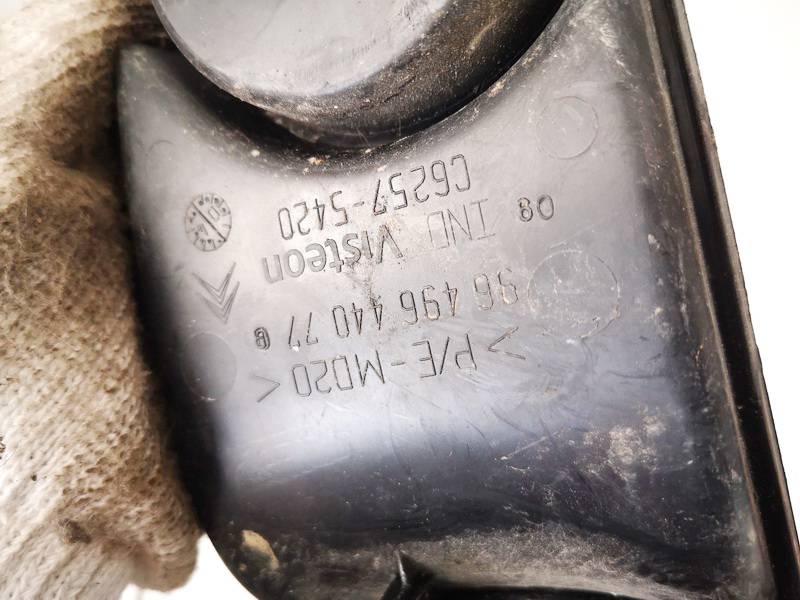 >P/E-MD20<
96 496 440 77
08 IND Visteon
C6257-5420